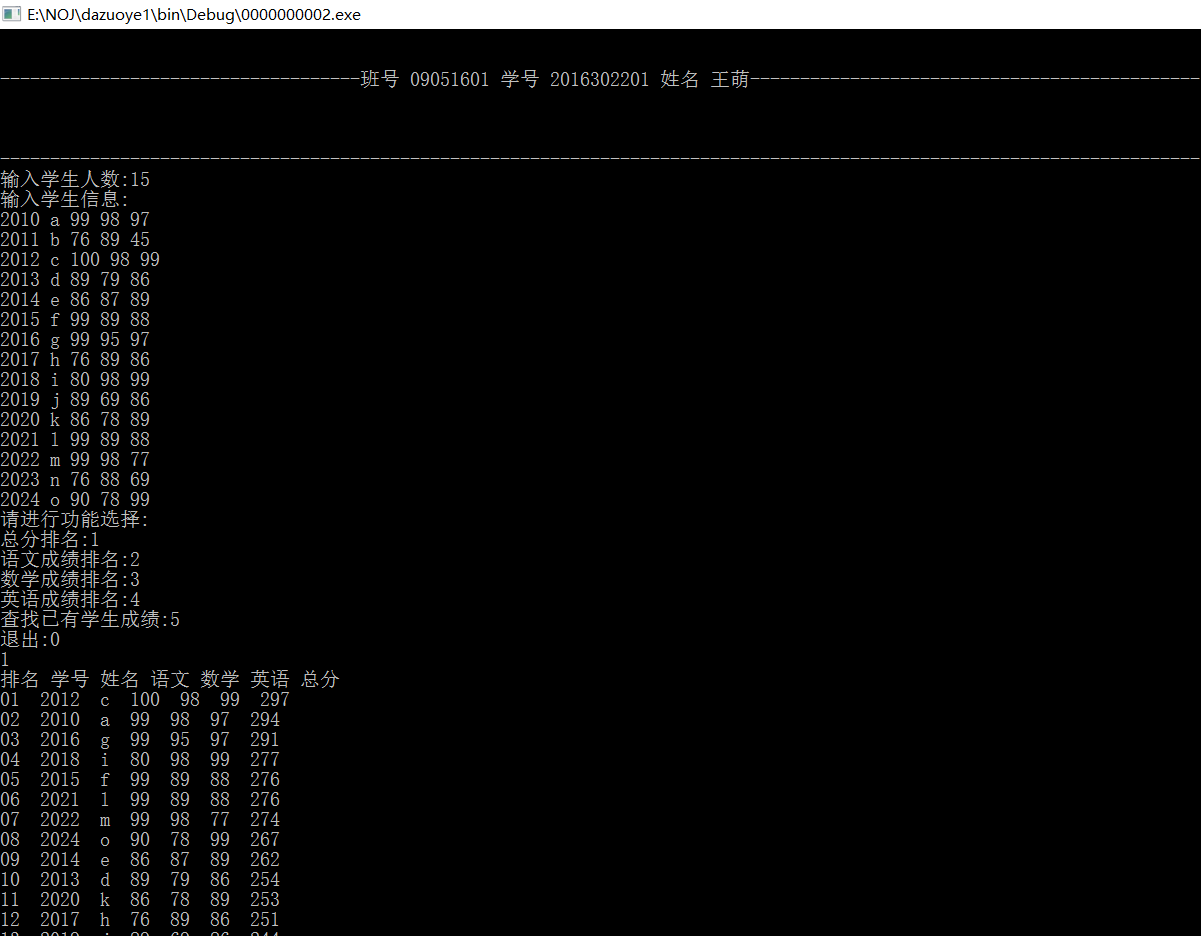 E:\NOJ\dazuoye1\bin\Debug\0000000002.exe
------------------------------------班号 09051601 学号 2016302201 姓名 王萌---------------------------------------------
------------------------------------------------------------------------------------------------------------------------
输入学生人数:15
输入学生信息:
2010 a 99 98 97
2011 b 76 89 45
2012 c 100 98 99
2013 d 89 79 86
2014 e 86 87 89
2015 f 99 89 88
2016 g 99 95 97
2017 h 76 89 86
2018 i 80 98 99
2019 j 89 69 86
2020 k 86 78 89
2021 l 99 89 88
2022 m 99 98 77
2023 n 76 88 69
2024 o 90 78 99
请进行功能选择:
总分排名:1
语文成绩排名:2
数学成绩排名:3
英语成绩排名:4
查找已有学生成绩:5
退出:0
1
排名 学号 姓名 语文 数学 英语 总分
01  2012  c  100  98  99  297
02  2010  a  99  98  97  294
03  2016  g  99  95  97  291
04  2018  i  80  98  99  277
05  2015  f  99  89  88  276
06  2021  l  99  89  88  276
07  2022  m  99  98  77  274
08  2024  o  90  78  99  267
09  2014  e  86  87  89  262
10  2013  d  89  79  86  254
11  2020  k  86  78  89  253
12  2017  h  76  89  86  251